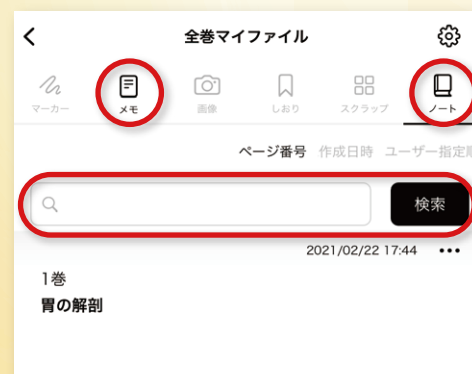 全巻マイファイル
マーカー メモ 画像 しおり スクラップ ノート
ページ番号 作成日時 ユーザー指定順
検索
2021/02/22 17:44
1巻
胃の解剖